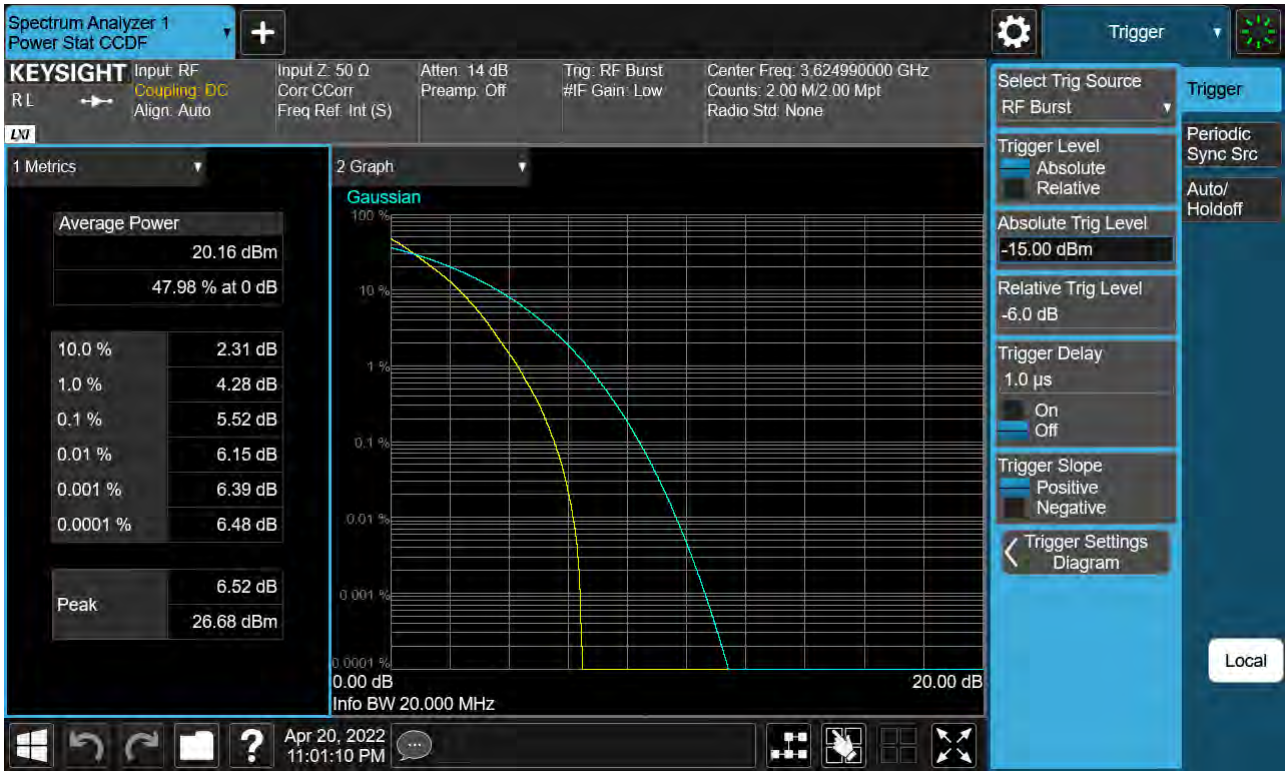 Spectrum Analyzer 1
Power Stat CCDF
+
Trigger
KEYSIGHT
RL
LXI
Input: RF
Coupling: DC
Align: Auto
Input Z: 50 Ω
Corr CCorr
Freq Ref: Int (S)
Atten: 14 dB
Preamp: Off
Trig: RF Burst
#IF Gain: Low
Center Freq: 3.624990000 GHz
Counts: 2.00 M/2.00 Mpt
Radio Std: None
1 Metrics
Average Power
20.16 dBm
47.98 % at 0 dB
10.0 % 2.31 dB
1.0 % 4.28 dB
0.1 % 5.52 dB
0.01 % 6.15 dB
0.001 % 6.39 dB
0.0001 % 6.48 dB
Peak
6.52 dB
26.68 dBm
2 Graph
Gaussian
100 %
10 %
1 %
0.1 %
0.01 %
0.001 %
0.0001 %
0.00 dB 20.00 dB
Info BW 20.000 MHz
Select Trig Source
RF Burst
Trigger Level
Absolute
Relative
Absolute Trig Level
-15.00 dBm
Relative Trig Level
-6.0 dB
Trigger Delay
1.0 µs
On
Off
Trigger Slope
Positive
Negative
Trigger Settings
Diagram
Trigger
Periodic
Sync Src
Auto/
Holdoff
Local
?
Apr 20, 2022
11:01:10 PM